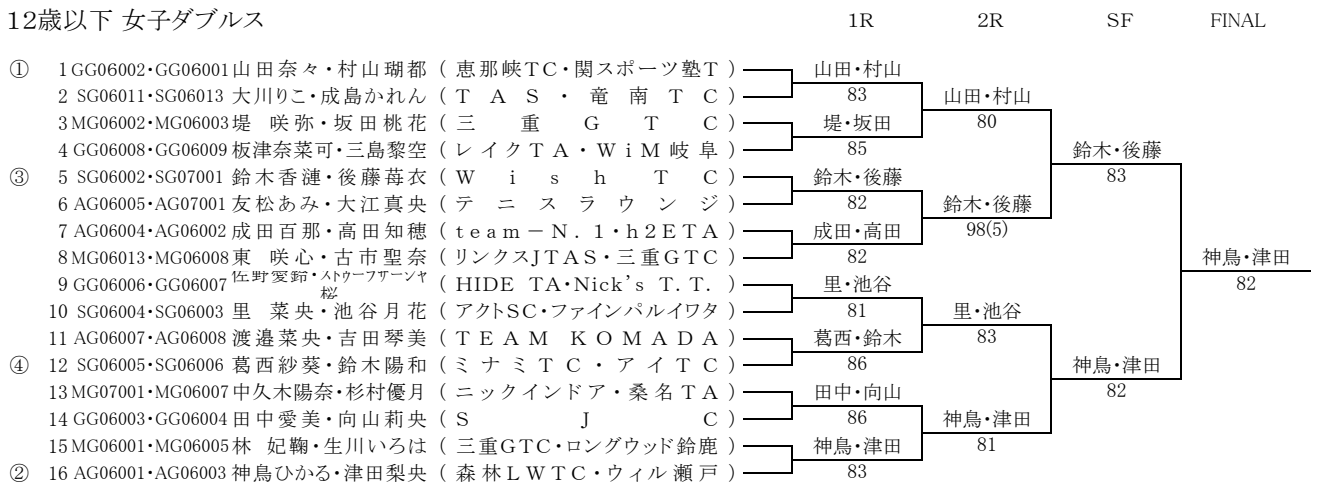 12歳以下 女子ダブルス 1R 2R SF FINAL
① 1 GG06002・GG06001 山田奈々・村山瑚都 (恵那峡TC・関スポーツ塾T) 山田・村山
2 SG06011・SG06013 大川りこ・成島かれん (TAS・竜南TC) 83 山田・村山
3 MG06002・MG06003 堤 咲弥・坂田桃花 (三重GTC) 堤・坂田 80
4 GG06008・GG06009 板津奈菜可・三島黎空 (レイクTA・WiM岐阜) 85 鈴木・後藤
③ 5 SG06002・SG07001 鈴木香漣・後藤苺衣 (Wish TC) 鈴木・後藤 83
6 AG06005・AG07001 友松あみ・大江真央 (テニスラウンジ) 82 鈴木・後藤
7 AG06004・AG06002 成田百那・高田知穂 (team－N.1・h2ETA) 成田・高田 98(5)
8 MG06013・MG06008 東 咲心・古市聖奈 (リンクスJTAS・三重GTC) 82 神鳥・津田
9 GG06006・GG06007 佐野愛鈴・ (HIDE TA・Nick's T.T.) 里・池谷 82
10 SG06004・SG06003 里 菜央・池谷月花 (アクトSC・ファインパルイワタ) 81 里・池谷
11 AG06007・AG06008 渡邉菜央・吉田琴美 (TEAM KOMADA) 葛西・鈴木 83
④ 12 SG06005・SG06006 葛西紗葵・鈴木陽和 (ミナミTC・アイTC) 86 神鳥・津田
13 MG07001・MG06007 中久木陽奈・杉村優月 (ニックインドア・桑名TA) 田中・向山 82
14 GG06003・GG06004 田中愛美・向山莉央 (SJC) 86 神鳥・津田
15 MG06001・MG06005 林 妃鞠・生川いろは (三重GTC・ロングウッド鈴鹿) 神鳥・津田 81
② 16 AG06001・AG06003 神鳥ひかる・津田梨央 (森林LWTC・ウィル瀬戸) 83